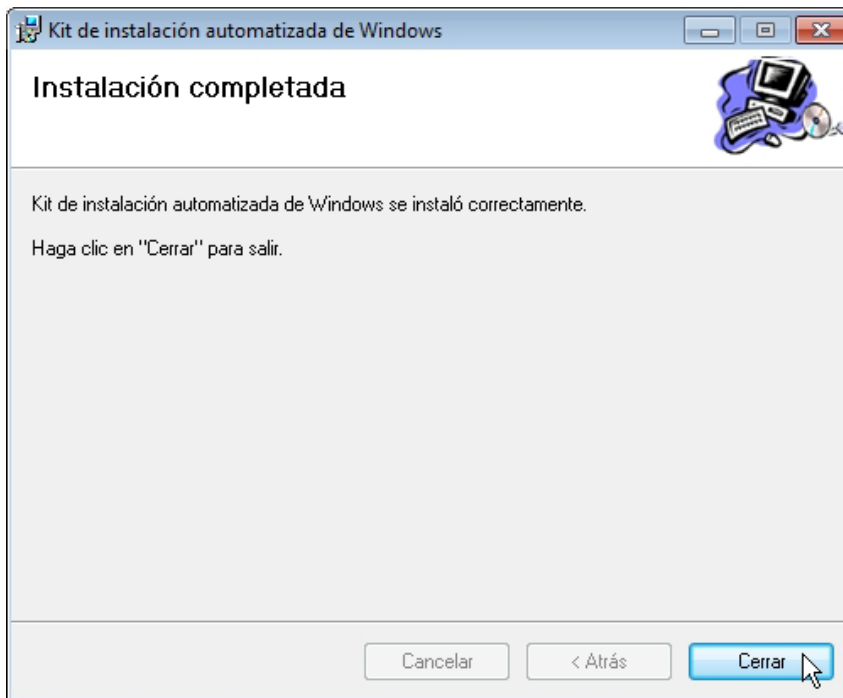 Kit de instalación automatizada de Windows
Instalación completada
Kit de instalación automatizada de Windows se instaló correctamente.
Haga clic en "Cerrar" para salir.
Cancelar
< Atrás
Cerrar